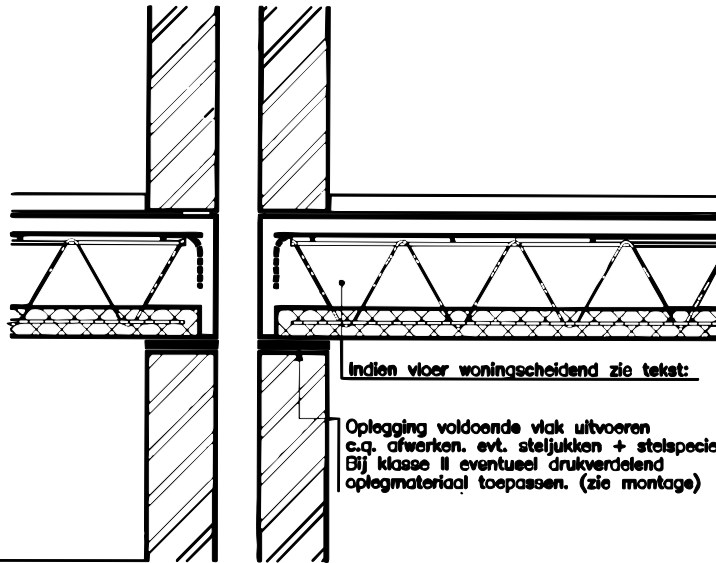 Indien vloer woningscheidend zie tekst:
Oplegging voldoende vlak uitvoeren
c.q. afwerken. evt. steljukken + stelspecie
Bij klasse II eventueel drukverdelend
oplegmateriaal toepassen. (zie montage)